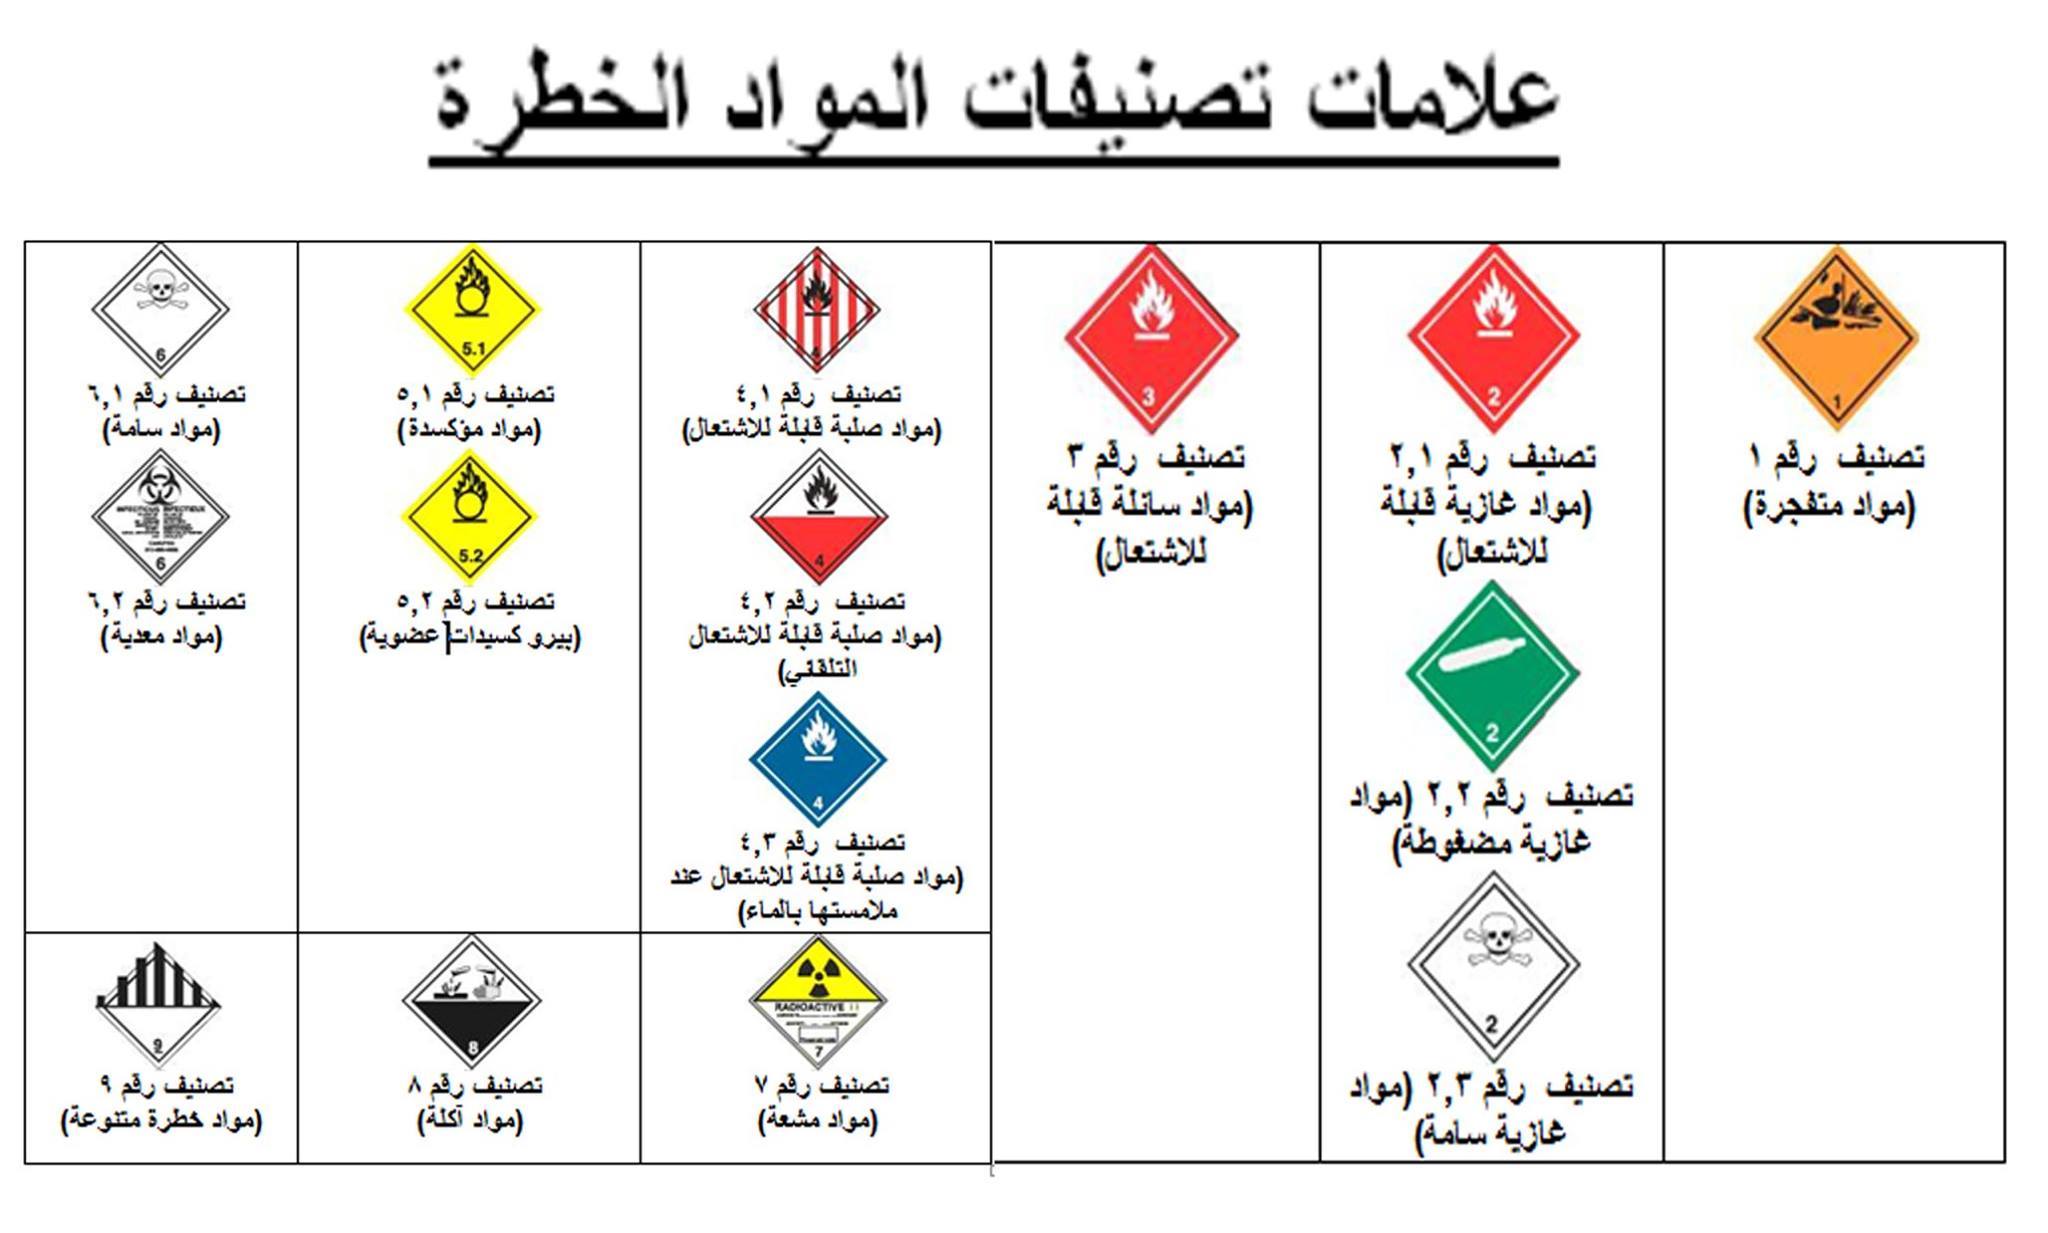 علامات تصنيفات المواد الخطرة
1
تصنيف رقم ١
(مواد متفجرة)
2
تصنيف رقم ٢,١
(مواد غازية قابلة
للاشتعال)
2
تصنيف رقم ٢,٢ (مواد
غازية مضغوطة)
2
تصنيف رقم ٢,٣ (مواد
غازية سامة)
3
تصنيف رقم ٣
(مواد سائلة قابلة
للاشتعال)
4
تصنيف رقم ٤,١
(مواد صلبة قابلة للاشتعال)
4
تصنيف رقم ٤,٢
(مواد صلبة قابلة للاشتعال
التلقائي)
4
تصنيف رقم ٤,٣
(مواد صلبة قابلة للاشتعال عند
ملامستها بالماء)
5.1
تصنيف رقم ٥,١
(مواد مؤكسدة)
5.2
تصنيف رقم ٥,٢
(بيرو كسيدات عضوية)
6
تصنيف رقم ٦,١
(مواد سامة)
INFECTIOUS INFECTIEUX
6
تصنيف رقم ٦,٢
(مواد معدية)
RADIOACTIVE II
7
تصنيف رقم ٧
(مواد مشعة)
8
تصنيف رقم ٨
(مواد آكلة)
9
تصنيف رقم ٩
(مواد خطرة متنوعة)